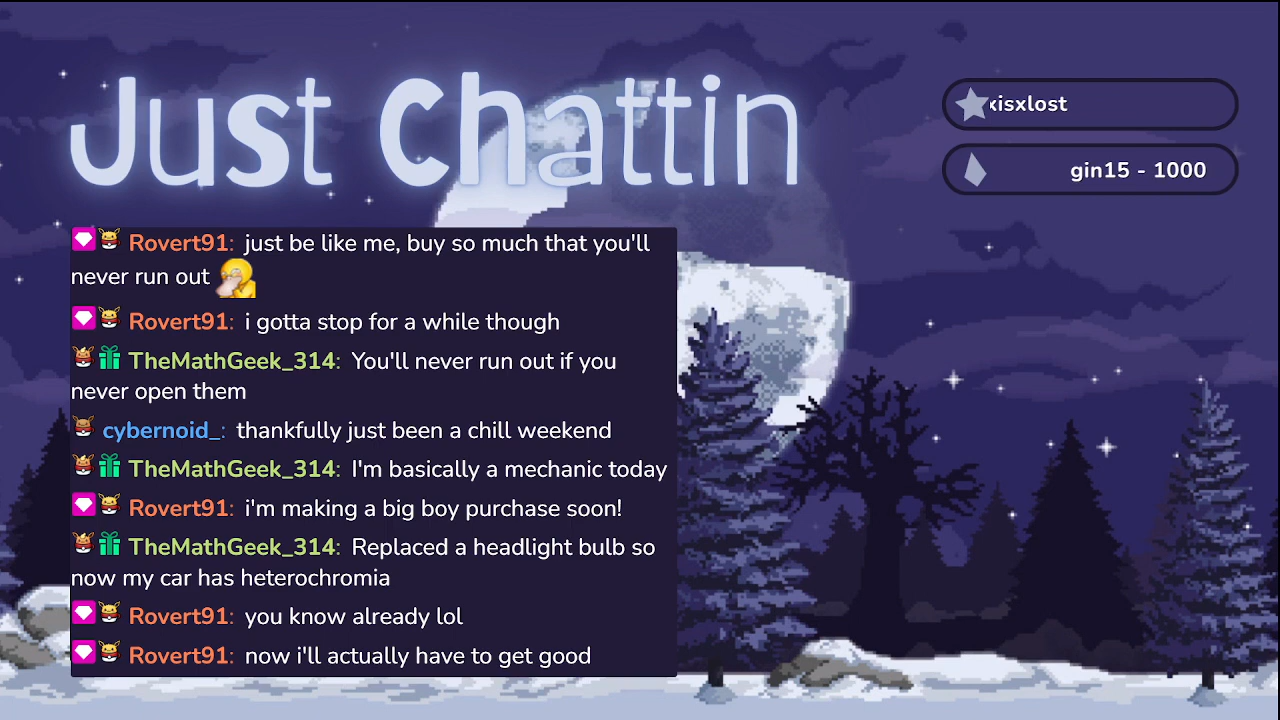 Just Chattin
xisxlost
gin15 - 1000
Rovert91: just be like me, buy so much that you'll
never run out
Rovert91: i gotta stop for a while though
TheMathGeek_314: You'll never run out if you
never open them
cybernoid_: thankfully just been a chill weekend
TheMathGeek_314: I'm basically a mechanic today
Rovert91: i'm making a big boy purchase soon!
TheMathGeek_314: Replaced a headlight bulb so
now my car has heterochromia
Rovert91: you know already lol
Rovert91: now i'll actually have to get good